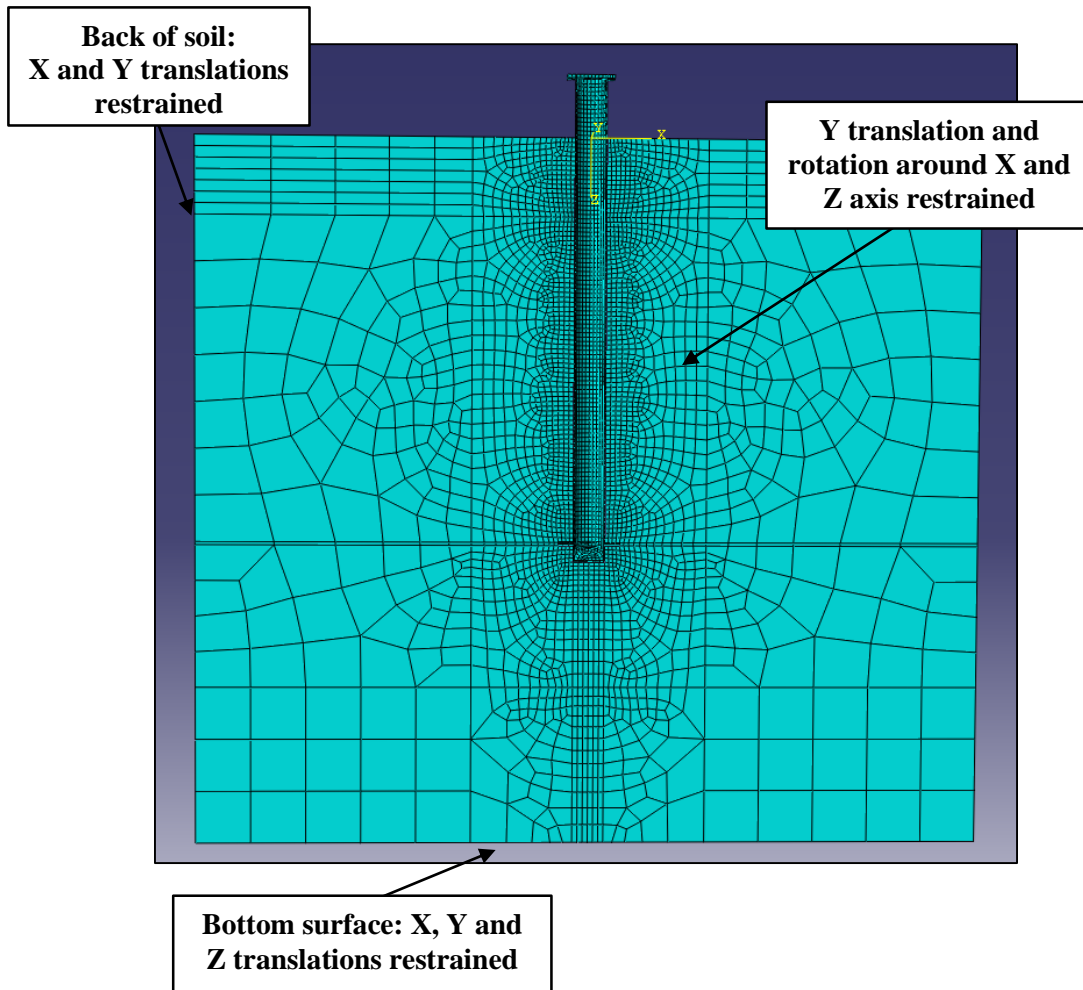 Back of soil:
X and Y translations
restrained
Y translation and
rotation around X and
Z axis restrained
Y
X
Z
Bottom surface: X, Y and
Z translations restrained